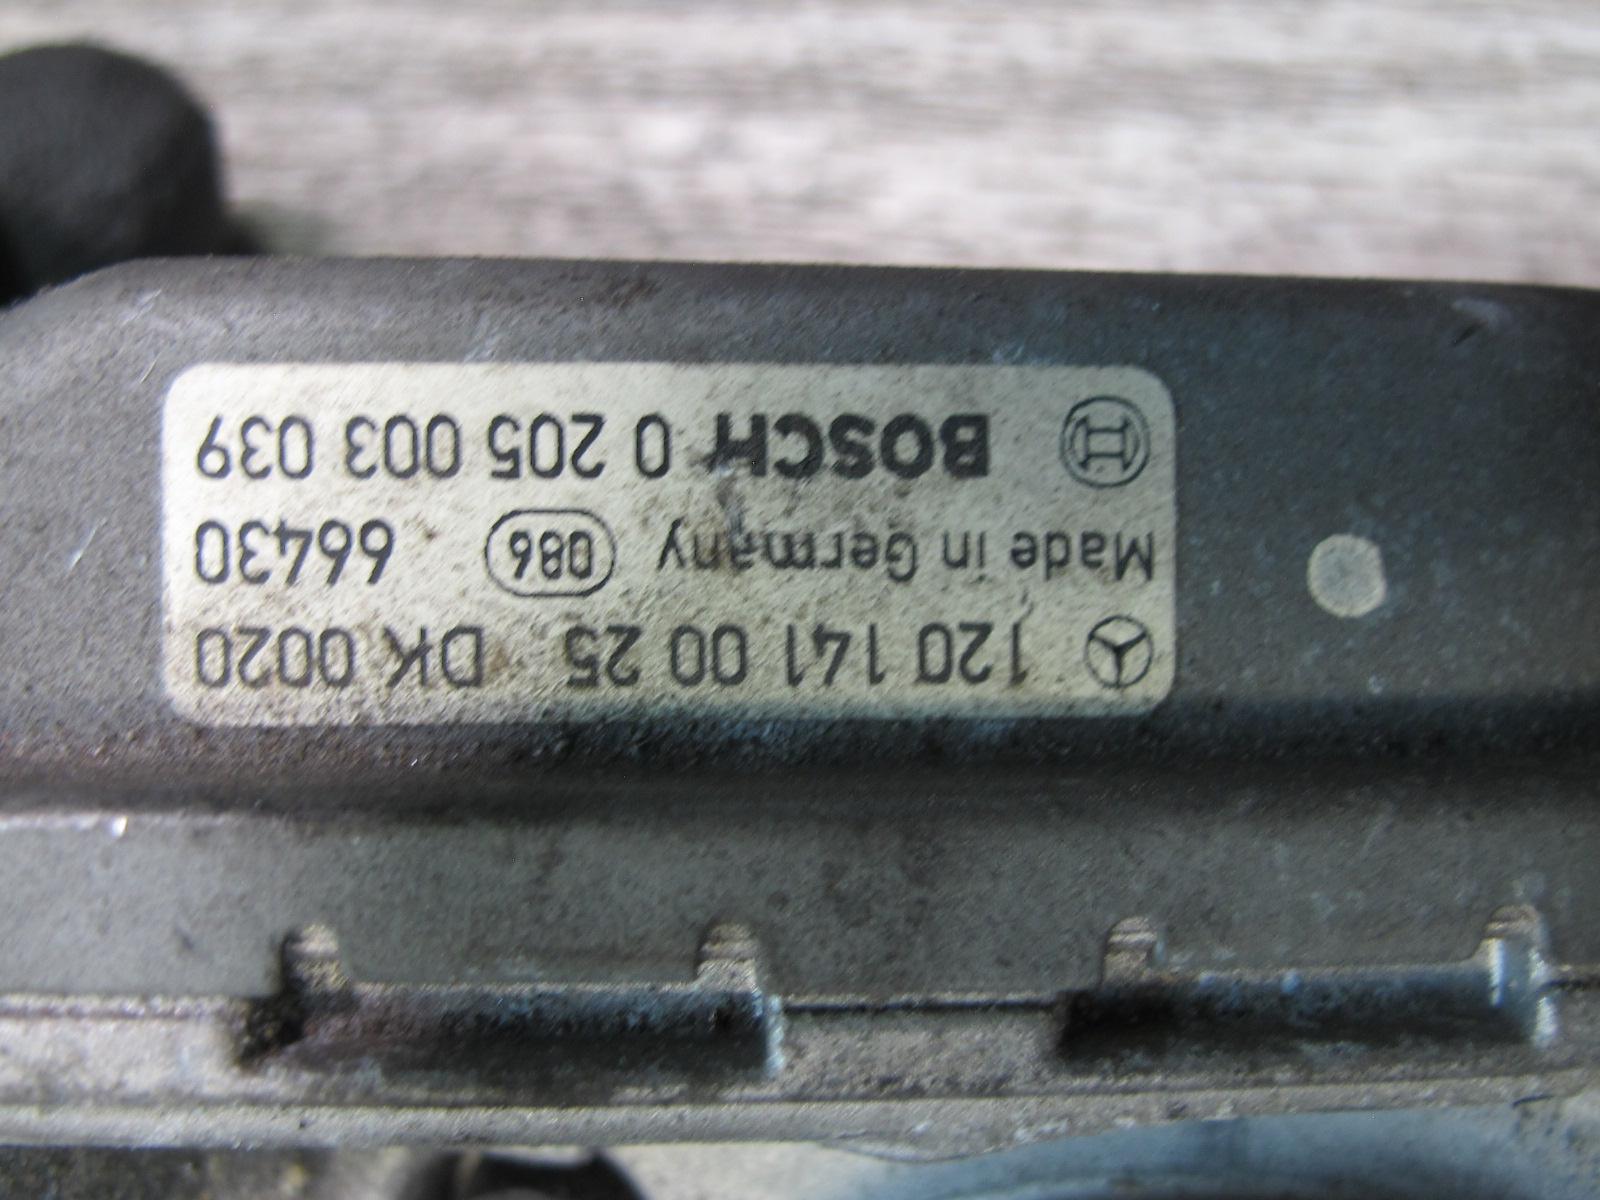 120 141 00 25 DK 0020
Made in Germany 086 66430
BOSCH 0 205 003 039